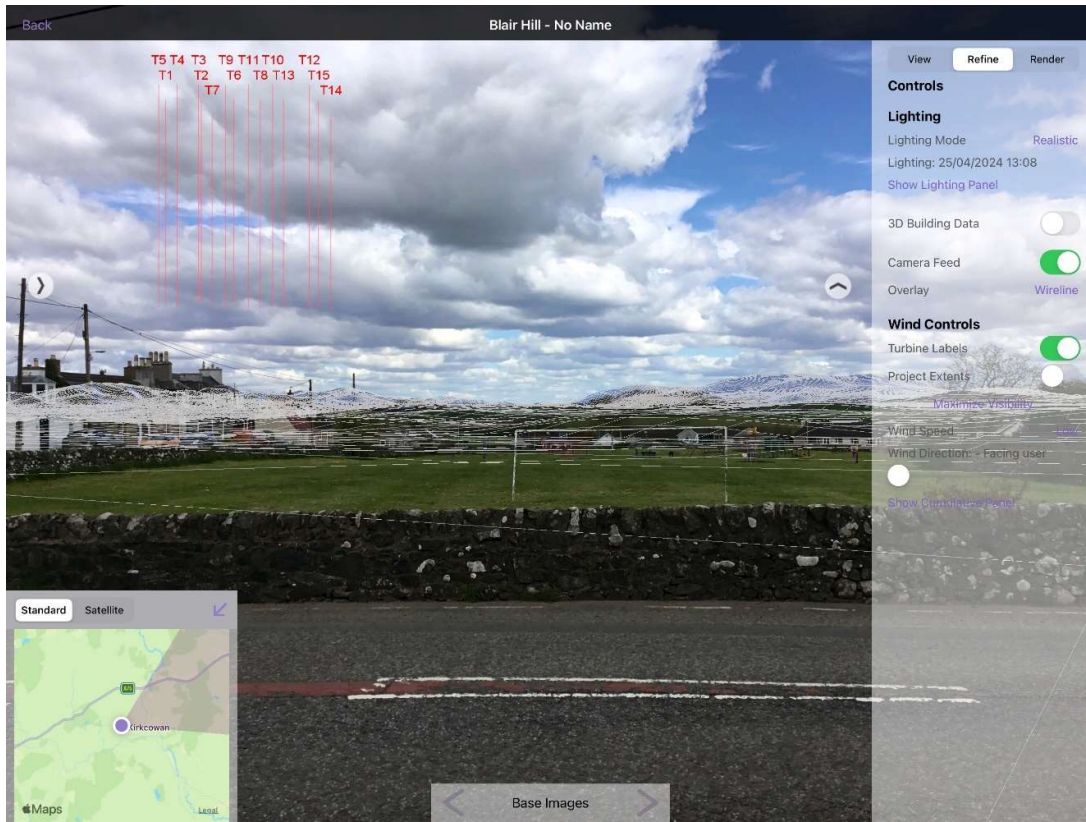 Back
Blair Hill - No Name
T5 T4 T3 T9 T11 T10 T12
T1 T2 T6 T8 T13 T15
T7 T14
View Refine Render
Controls
Lighting
Lighting Mode Realistic
Lighting: 25/04/2024 13:08
Show Lighting Panel
3D Building Data
Camera Feed
Overlay Wireline
Wind Controls
Turbine Labels
Project Extents
Maximize Visibility
Wind Speed
Wind Direction: - Facing user
Show Cumulative Panel
Standard Satellite
A75
Kirkcowan
Maps
Legal
Base Images